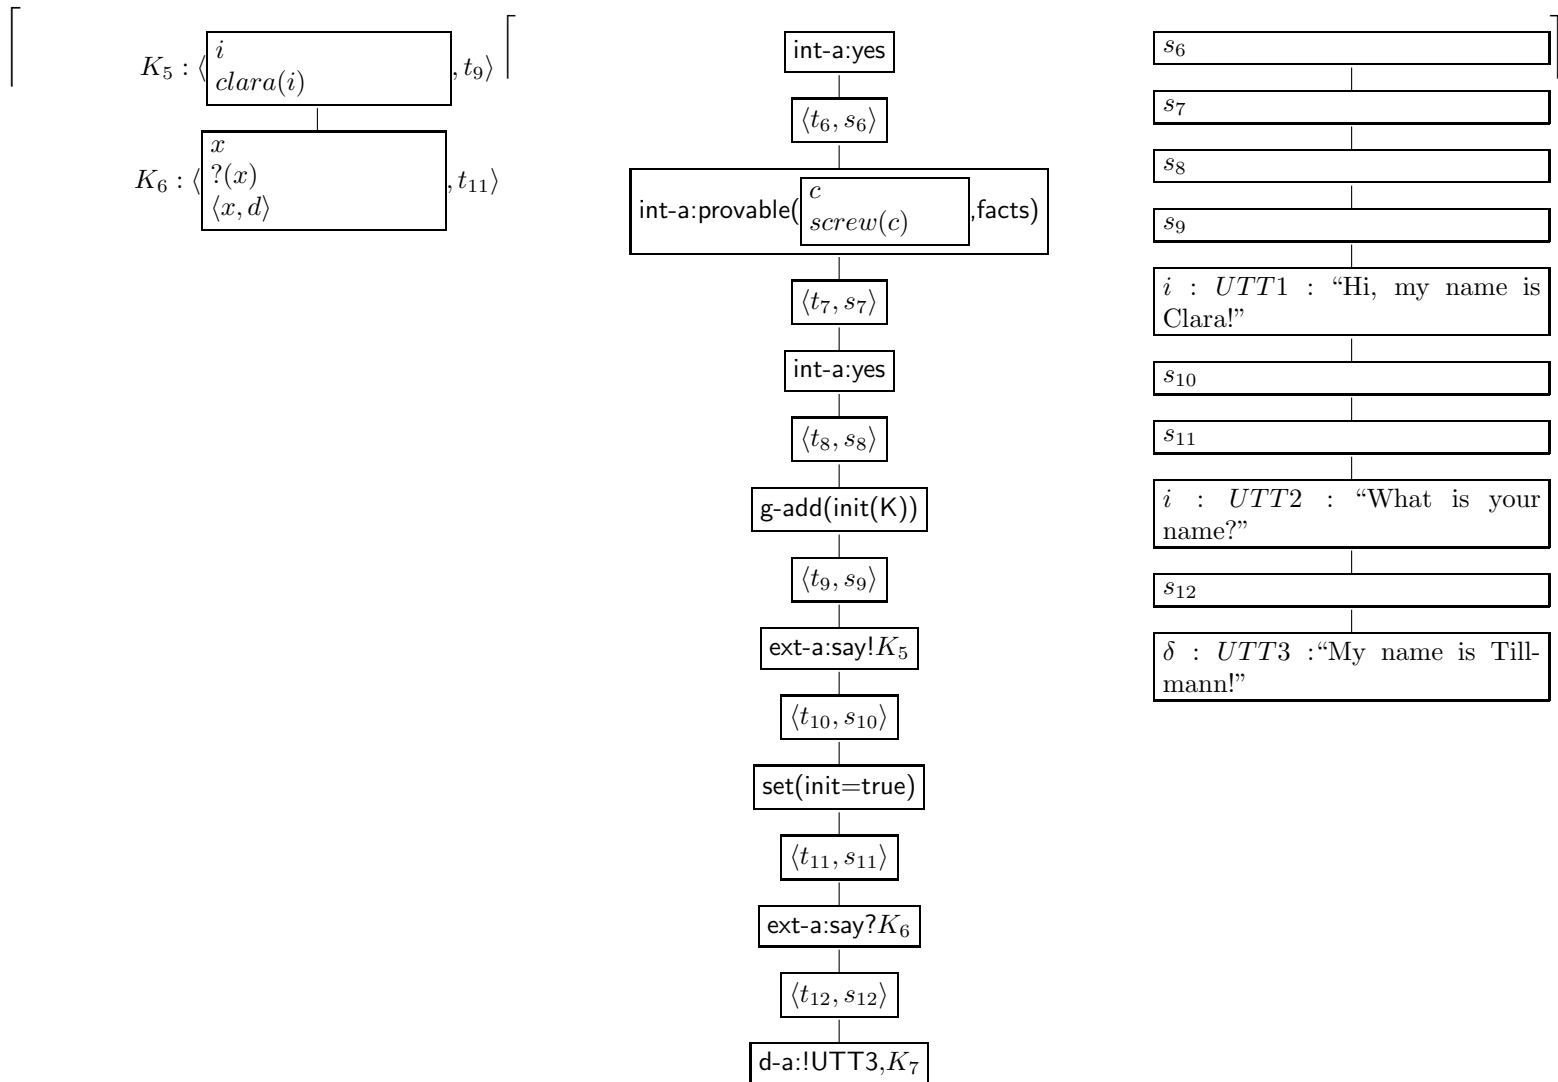 K₅ : ⟨ i
clara(i) , t₉⟩
K₆ : ⟨ x
?(x)
⟨x, d⟩ , t₁₁⟩
int-a:yes
⟨t₆, s₆⟩
int-a:provable( c
screw(c) ,facts)
⟨t₇, s₇⟩
int-a:yes
⟨t₈, s₈⟩
g-add(init(K))
⟨t₉, s₉⟩
ext-a:say!K₅
⟨t₁₀, s₁₀⟩
set(init=true)
⟨t₁₁, s₁₁⟩
ext-a:say?K₆
⟨t₁₂, s₁₂⟩
d-a:!UTT3,K₇
s₆
s₇
s₈
s₉
i : UTT1 : “Hi, my name is
Clara!”
s₁₀
s₁₁
i : UTT2 : “What is your
name?”
s₁₂
δ : UTT3 :“My name is Till-
mann!”